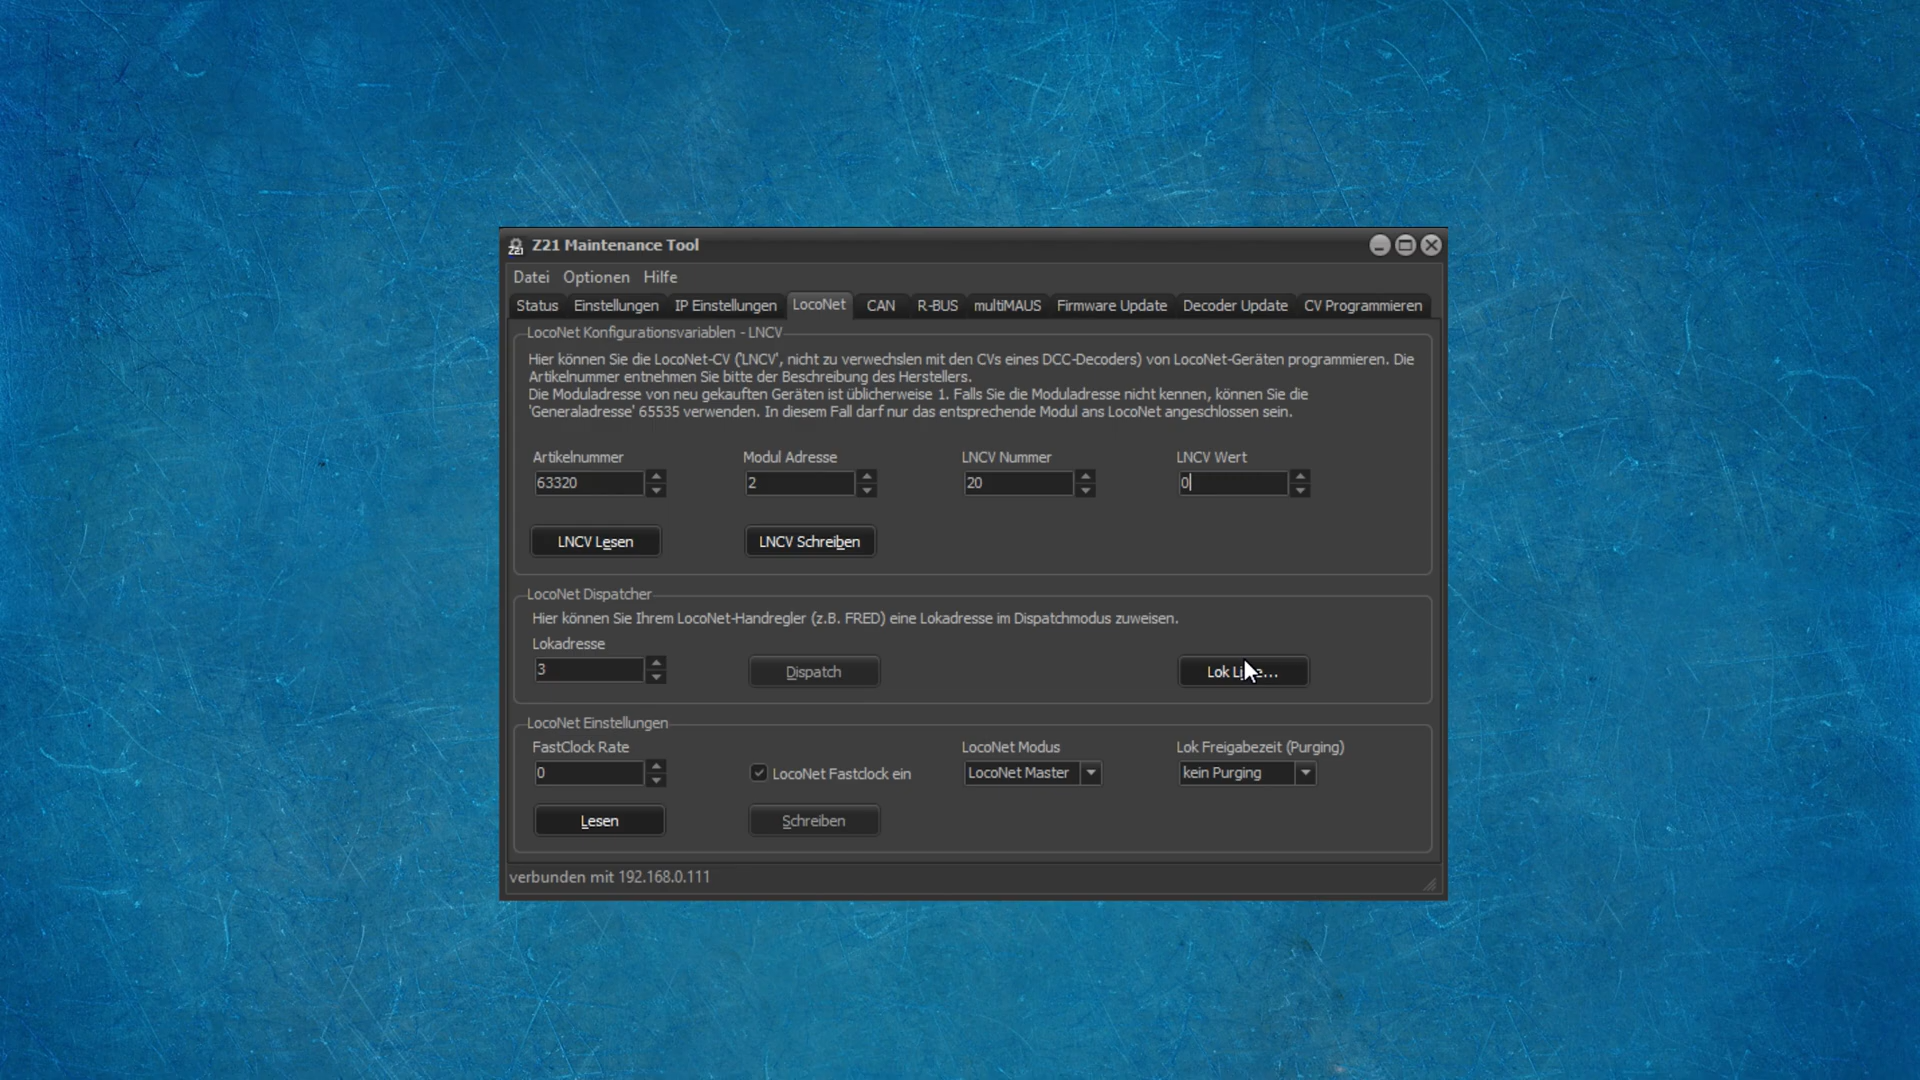 Z21 Maintenance Tool
Datei Optionen Hilfe
Status Einstellungen IP Einstellungen LocoNet CAN R-BUS multiMAUS Firmware Update Decoder Update CV Programmieren
LocoNet Konfigurationsvariablen - LNCV
Hier können Sie die LocoNet-CV ('LNCV', nicht zu verwechslen mit den CVs eines DCC-Decoders) von LocoNet-Geräten programmieren. Die
Artikelnummer entnehmen Sie bitte der Beschreibung des Herstellers.
Die Moduladresse von neu gekauften Geräten ist üblicherweise 1. Falls Sie die Moduladresse nicht kennen, können Sie die
'Generaladresse' 65535 verwenden. In diesem Fall darf nur das entsprechende Modul ans LocoNet angeschlossen sein.
Artikelnummer Modul Adresse LNCV Nummer LNCV Wert
63320 2 20 0
LNCV Lesen LNCV Schreiben
LocoNet Dispatcher
Hier können Sie Ihrem LocoNet-Handregler (z.B. FRED) eine Lokadresse im Dispatchmodus zuweisen.
Lokadresse
3 Dispatch Lok
LocoNet Einstellungen
FastClock Rate LocoNet Modus Lok Freigabezeit (Purging)
0 LocoNet Fastclock ein LocoNet Master kein Purging
Lesen Schreiben
verbunden mit 192.168.0.111